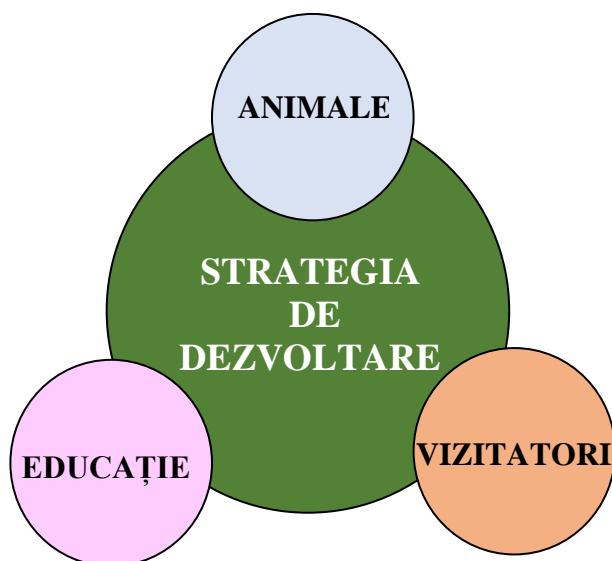 ANIMALE
STRATEGIA
DE
DEZVOLTARE
EDUCAȚIE
VIZITATORI